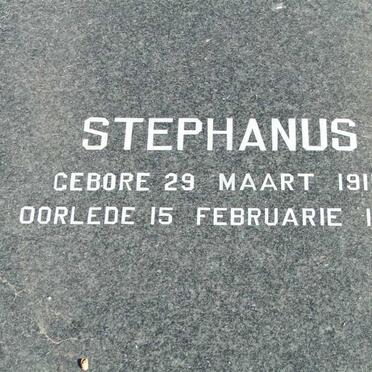 STEPHANUS
GEBORE 29 MAART 191
OORLEDE 15 FEBRUARIE 1